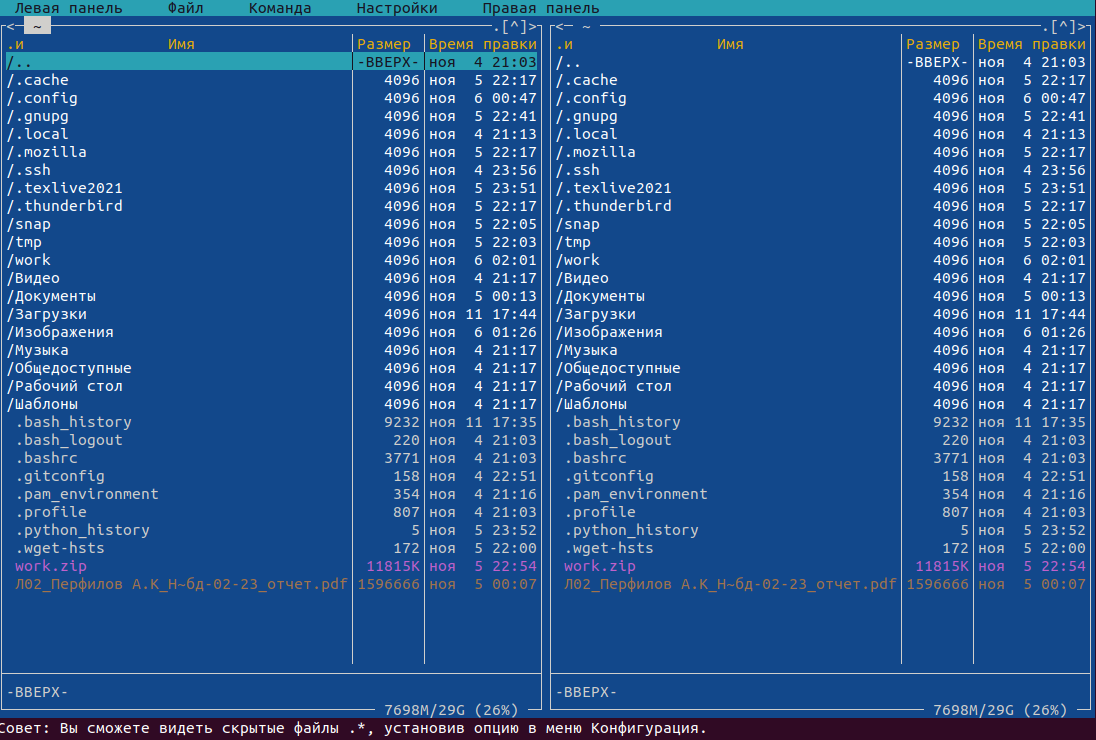 Левая панель Файл Команда Настройки Правая панель
<- ~ .[^]> <- ~ .[^]>
.и Имя Размер Время правки .и Имя Размер Время правки
/.. -ВВЕРХ- ноя 4 21:03 /.. -ВВЕРХ- ноя 4 21:03
/.cache 4096 ноя 5 22:17 /.cache 4096 ноя 5 22:17
/.config 4096 ноя 6 00:47 /.config 4096 ноя 6 00:47
/.gnupg 4096 ноя 5 22:41 /.gnupg 4096 ноя 5 22:41
/.local 4096 ноя 4 21:13 /.local 4096 ноя 4 21:13
/.mozilla 4096 ноя 5 22:17 /.mozilla 4096 ноя 5 22:17
/.ssh 4096 ноя 4 23:56 /.ssh 4096 ноя 4 23:56
/.texlive2021 4096 ноя 5 23:51 /.texlive2021 4096 ноя 5 23:51
/.thunderbird 4096 ноя 5 22:17 /.thunderbird 4096 ноя 5 22:17
/snap 4096 ноя 5 22:05 /snap 4096 ноя 5 22:05
/tmp 4096 ноя 5 22:03 /tmp 4096 ноя 5 22:03
/work 4096 ноя 6 02:01 /work 4096 ноя 6 02:01
/Видео 4096 ноя 4 21:17 /Видео 4096 ноя 4 21:17
/Документы 4096 ноя 5 00:13 /Документы 4096 ноя 5 00:13
/Загрузки 4096 ноя 11 17:44 /Загрузки 4096 ноя 11 17:44
/Изображения 4096 ноя 6 01:26 /Изображения 4096 ноя 6 01:26
/Музыка 4096 ноя 4 21:17 /Музыка 4096 ноя 4 21:17
/Общедоступные 4096 ноя 4 21:17 /Общедоступные 4096 ноя 4 21:17
/Рабочий стол 4096 ноя 4 21:17 /Рабочий стол 4096 ноя 4 21:17
/Шаблоны 4096 ноя 4 21:17 /Шаблоны 4096 ноя 4 21:17
.bash_history 9232 ноя 11 17:35 .bash_history 9232 ноя 11 17:35
.bash_logout 220 ноя 4 21:03 .bash_logout 220 ноя 4 21:03
.bashrc 3771 ноя 4 21:03 .bashrc 3771 ноя 4 21:03
.gitconfig 158 ноя 4 22:51 .gitconfig 158 ноя 4 22:51
.pam_environment 354 ноя 4 21:16 .pam_environment 354 ноя 4 21:16
.profile 807 ноя 4 21:03 .profile 807 ноя 4 21:03
.python_history 5 ноя 5 23:52 .python_history 5 ноя 5 23:52
.wget-hsts 172 ноя 5 22:00 .wget-hsts 172 ноя 5 22:00
work.zip 11815K ноя 5 22:54 work.zip 11815K ноя 5 22:54
Л02_Перфилов А.К_Н~бд-02-23_отчет.pdf 1596666 ноя 5 00:07 Л02_Перфилов А.К_Н~бд-02-23_отчет.pdf 1596666 ноя 5 00:07
-ВВЕРХ- -ВВЕРХ-
7698M/29G (26%) 7698M/29G (26%)
Совет: Вы сможете видеть скрытые файлы .*, установив опцию в меню Конфигурация.